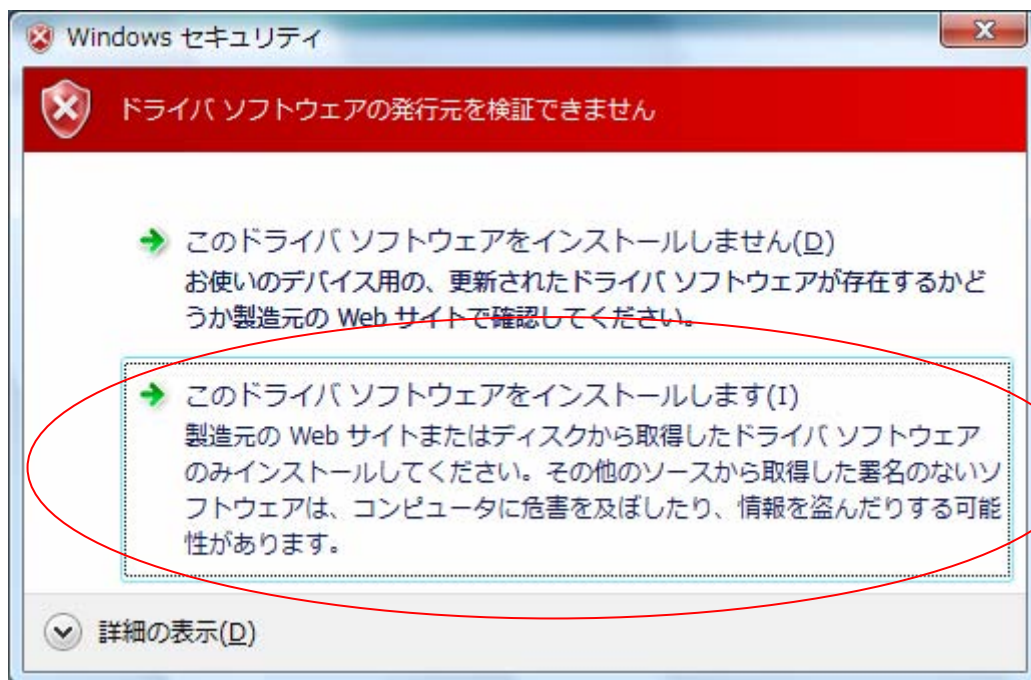 Windows セキュリティ
ドライバ ソフトウェアの発行元を検証できません
このドライバ ソフトウェアをインストールしません(D)
お使いのデバイス用の、更新されたドライバ ソフトウェアが存在するかど
うか製造元の Web サイトで確認してください。
このドライバ ソフトウェアをインストールします(I)
製造元の Web サイトまたはディスクから取得したドライバ ソフトウェア
のみインストールしてください。その他のソースから取得した署名のないソ
フトウェアは、コンピュータに危害を及ぼしたり、情報を盗んだりする可能
性があります。
詳細の表示(D)